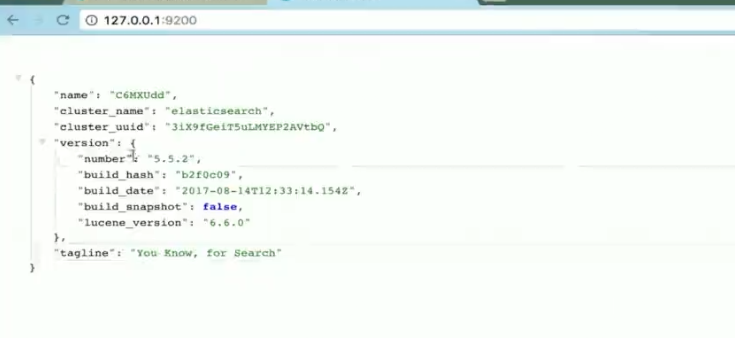 127.0.0.1:9200
{
"name": "C6MXUdd",
"cluster_name": "elasticsearch",
"cluster_uuid": "3iX9fGeiT5uLMYEP2AVtbQ",
"version": {
"number": "5.5.2",
"build_hash": "b2f0c09",
"build_date": "2017-08-14T12:33:14.154Z",
"build_snapshot": false,
"lucene_version": "6.6.0"
},
"tagline": "You Know, for Search"
}